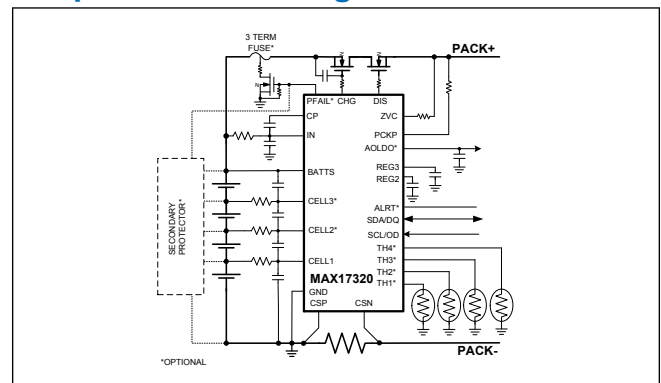 3 TERM
FUSE*
PACK+
N
N
N
PFAIL*
CHG
DIS
CP
ZVC
IN
PCKP
AOLDO*
BATTS
REG3
REG2
SECONDARY
PROTECTOR*
CELL3*
ALRT*
SDA/DQ
CELL2*
SCL/OD
TH4*
CELL1
TH3*
MAX17320
TH2*
GND
TH1*
CSP
CSN
*OPTIONAL
PACK-